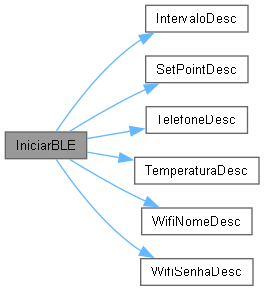 IntervaloDesc
SetPointDesc
TelefoneDesc
IniciarBLE
TemperaturaDesc
WifiNomeDesc
WifiSenhaDesc